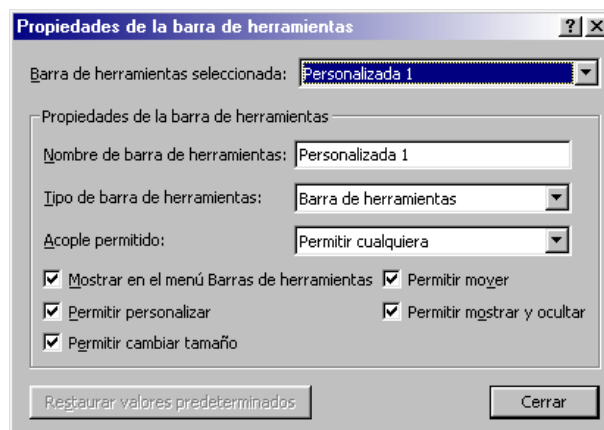 Propiedades de la barra de herramientas
Barra de herramientas seleccionada: Personalizada 1
Propiedades de la barra de herramientas
Nombre de barra de herramientas: Personalizada 1
Tipo de barra de herramientas: Barra de herramientas
Acople permitido: Permitir cualquiera
Mostrar en el menú Barras de herramientas Permitir mover
Permitir personalizar Permitir mostrar y ocultar
Permitir cambiar tamaño
Restaurar valores predeterminados Cerrar